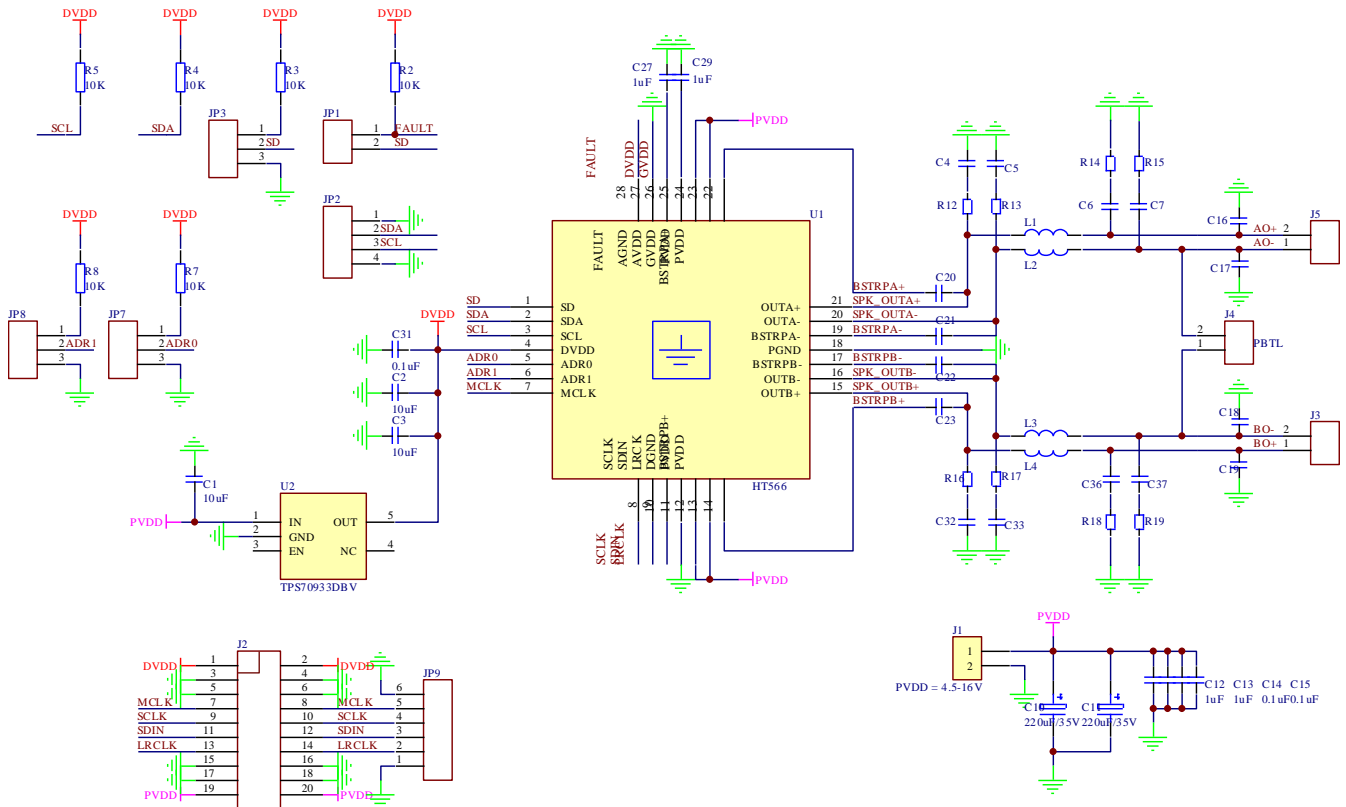 DVDD DVDD DVDD DVDD
R5 10K
R4 10K
R3 10K
R2 10K
SCL
SDA
JP3
1
2 SD
3
JP1
1 FAULT
2 SD
JP2
1
2 SDA
3 SCL
4
DVDD DVDD
R8 10K
R7 10K
JP8
1
2 ADR1
3
JP7
1
2 ADR0
3
DVDD
C31
0.1uF
C2
10uF
C3
10uF
C1
10uF
PVDD
U2
1 IN OUT 5
2 GND
3 EN NC 4
TPS70933DBV
C27
1uF
C29
1uF
PVDD
FAULT
DVDD
GVDD
28 27 26 25 24 23 22
U1
FAULT
AGND
AVDD
GVDD
PVDD
SD 1 SD
SDA 2 SDA
SCL 3 SCL
4 DVDD
ADR0 5 ADR0
ADR1 6 ADR1
MCLK 7 MCLK
OUTA+ 21 SPK_OUTA+
OUTA- 20 SPK_OUTA-
BSTRPA- 19 BSTRPA-
PGND 18
BSTRPB- 17 BSTRPB-
OUTB- 16 SPK_OUTB-
OUTB+ 15 SPK_OUTB+
BSTRPA+
BSTRPB+
SCLK
SDIN
LRCK
DGND
BSTRPB+
PVDD
HT566
8 9 10 11 12 13 14
SCLK
SDIN
LRCLK
PVDD
C4 C5
R12 R13
R14 R15
C6 C7
L1
L2
C20
C21
C22
C23
C16
C17
J5
AO+ 2
AO- 1
J4
2
1
PBTL
L3
L4
C18
C19
J3
BO- 2
BO+ 1
R16 R17
C32 C33
C36 C37
R18 R19
J2
DVDD 1 2 DVDD
3 4
5 6
MCLK 7 8 MCLK
SCLK 9 10 SCLK
SDIN 11 12 SDIN
LRCLK 13 14 LRCLK
15 16
17 18
PVDD 19 20 PVDD
JP9
6
5
4
3
2
1
J1
1
2
PVDD = 4.5-16V
PVDD
C10
220uF/35V
C11
220uF/35V
C12 C13 C14 C15
1uF 1uF 0.1uF 0.1uF